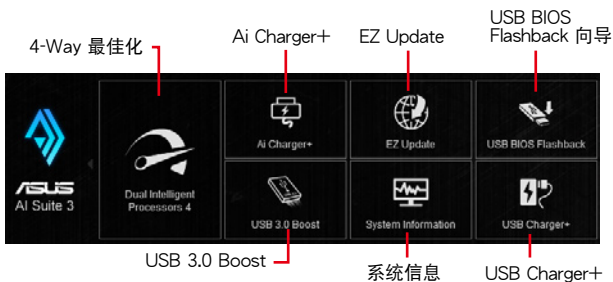 USB BIOS
Flashback 向导
4-Way 最佳化
Ai Charger+
EZ Update
Ai Charger+
EZ Update
USB BIOS Flashback
ASUS
AI Suite 3
Dual Intelligent
Processors 4
USB 3.0 Boost
System Information
USB Charger+
USB 3.0 Boost
系统信息
USB Charger+